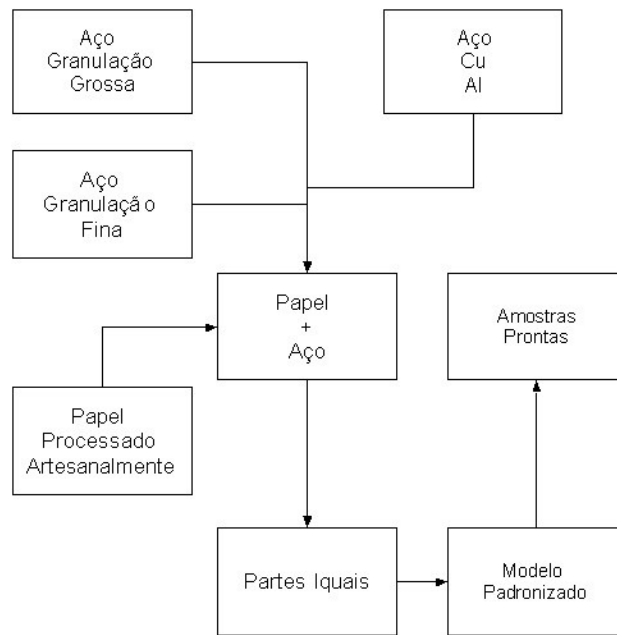 Aço
Granulação
Grossa
Aço
Cu
Al
Aço
Granulação
Fina
Papel
+
Aço
Amostras
Prontas
Papel
Processado
Artesanalmente
Partes Iquais
Modelo
Padronizado